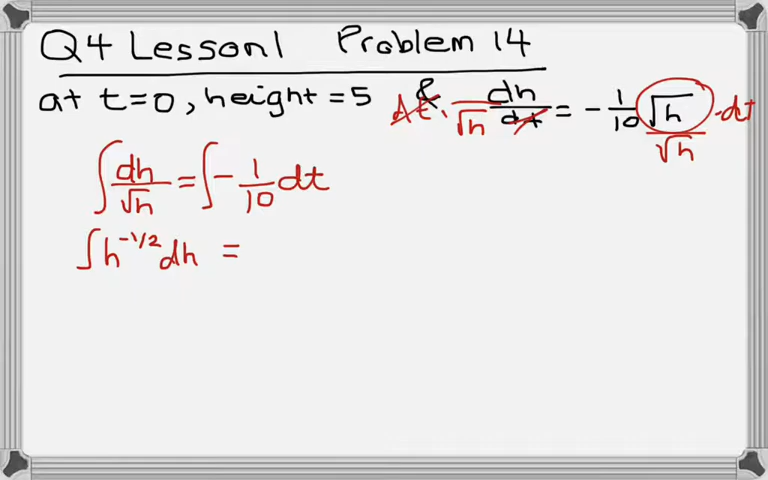 Q4 Lesson1 Problem 14
at t=0, height =5 & dt · dh/√h dt = -1/10 √h/√h · dt
∫ dh/√h = ∫ -1/10 dt
∫ h^-1/2 dh =